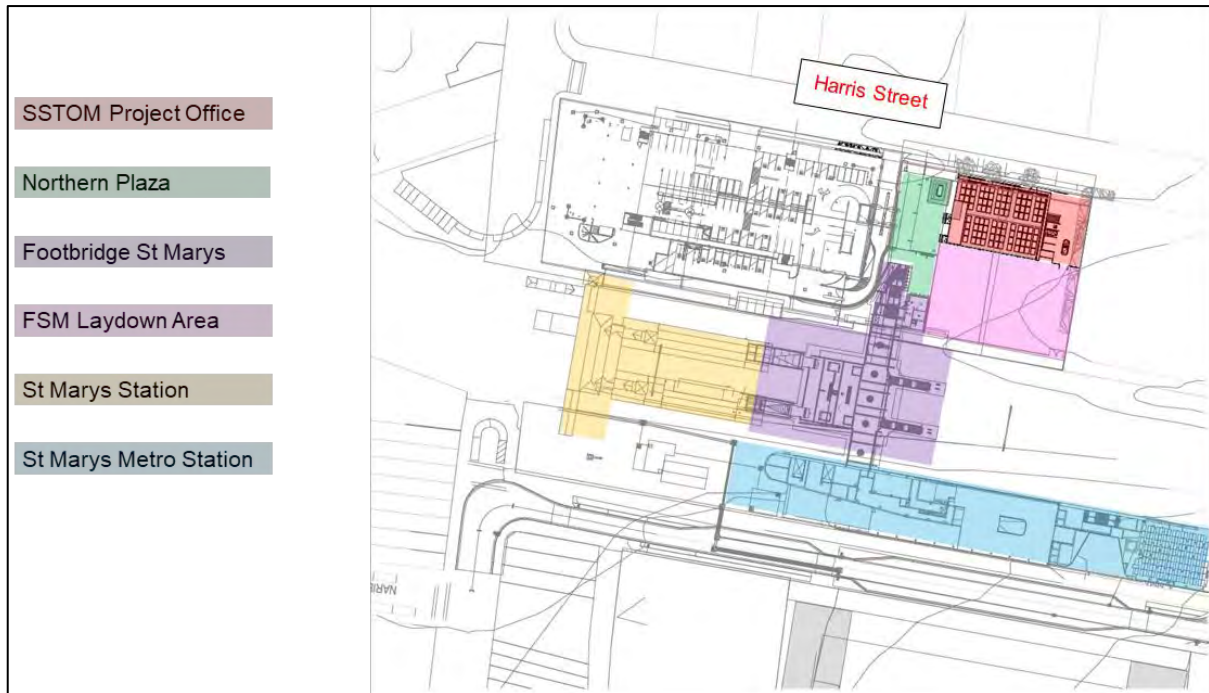 SSTOM Project Office
Northern Plaza
Footbridge St Marys
FSM Laydown Area
St Marys Station
St Marys Metro Station
Harris Street